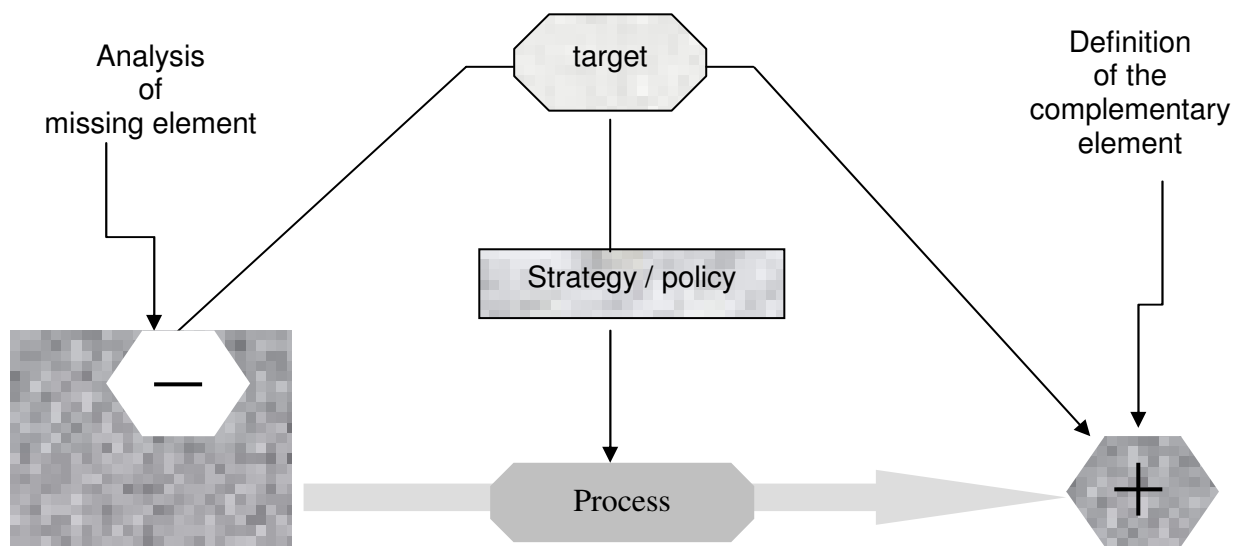 Analysis
of
missing element
target
Definition
of the
complementary
element
Strategy / policy
–
Process
+